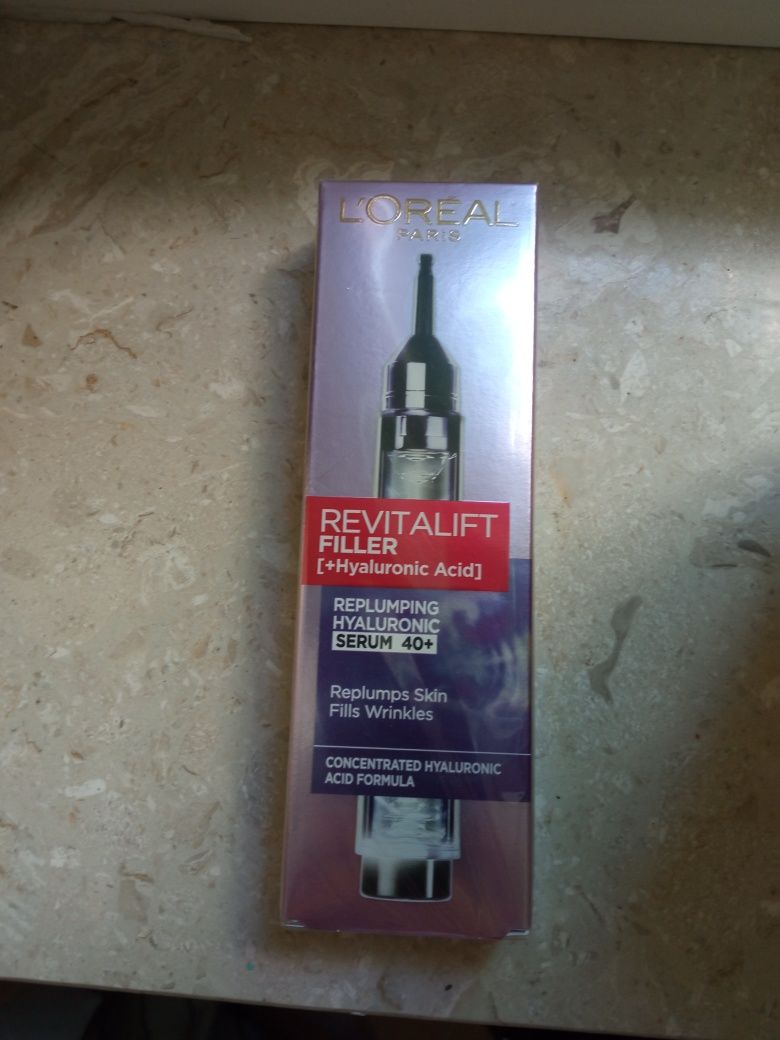 L'ORÉAL
PARIS
REVITALIFT
FILLER
[+Hyaluronic Acid]
REPLUMPING
HYALURONIC
SERUM 40+
Replumps Skin
Fills Wrinkles
CONCENTRATED HYALURONIC
ACID FORMULA